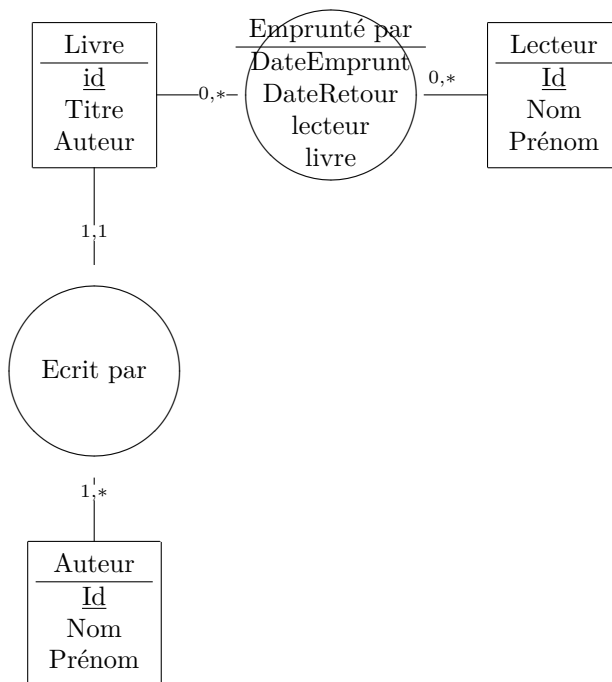 Livre
id
Titre
Auteur
0,*
Emprunté par
DateEmprunt
DateRetour
lecteur
livre
0,*
Lecteur
Id
Nom
Prénom
1,1
Ecrit par
1,*
Auteur
Id
Nom
Prénom